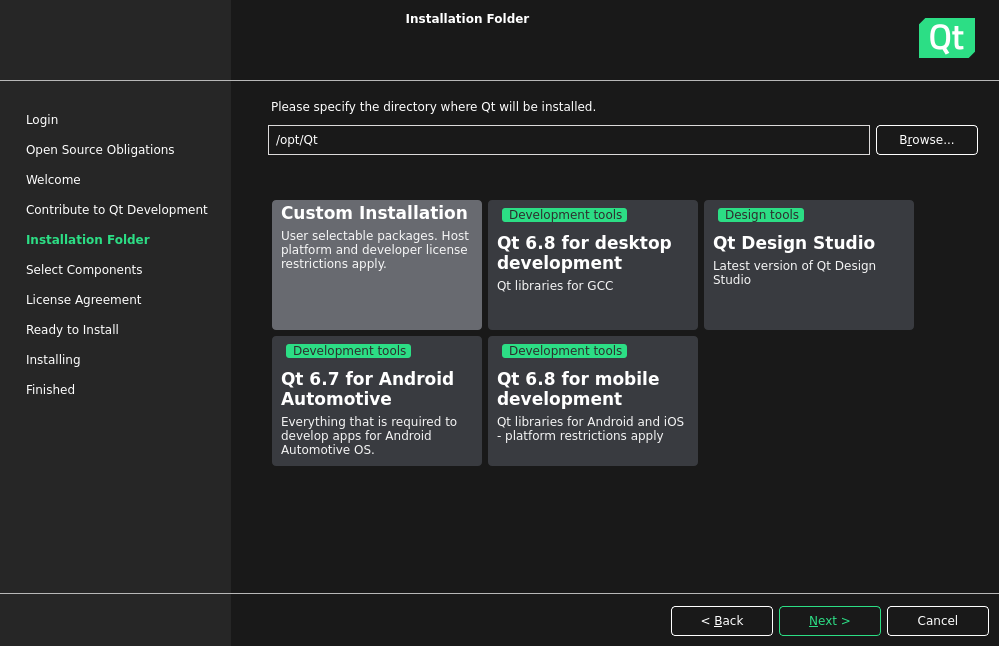 Installation Folder
Qt
Login
Open Source Obligations
Welcome
Contribute to Qt Development
Installation Folder
Select Components
License Agreement
Ready to Install
Installing
Finished
Please specify the directory where Qt will be installed.
/opt/Qt
Browse...
Custom Installation
User selectable packages. Host
platform and developer license
restrictions apply.
Development tools
Qt 6.8 for desktop
development
Qt libraries for GCC
Design tools
Qt Design Studio
Latest version of Qt Design
Studio
Development tools
Qt 6.7 for Android
Automotive
Everything that is required to
develop apps for Android
Automotive OS.
Development tools
Qt 6.8 for mobile
development
Qt libraries for Android and iOS
- platform restrictions apply
< Back
Next >
Cancel